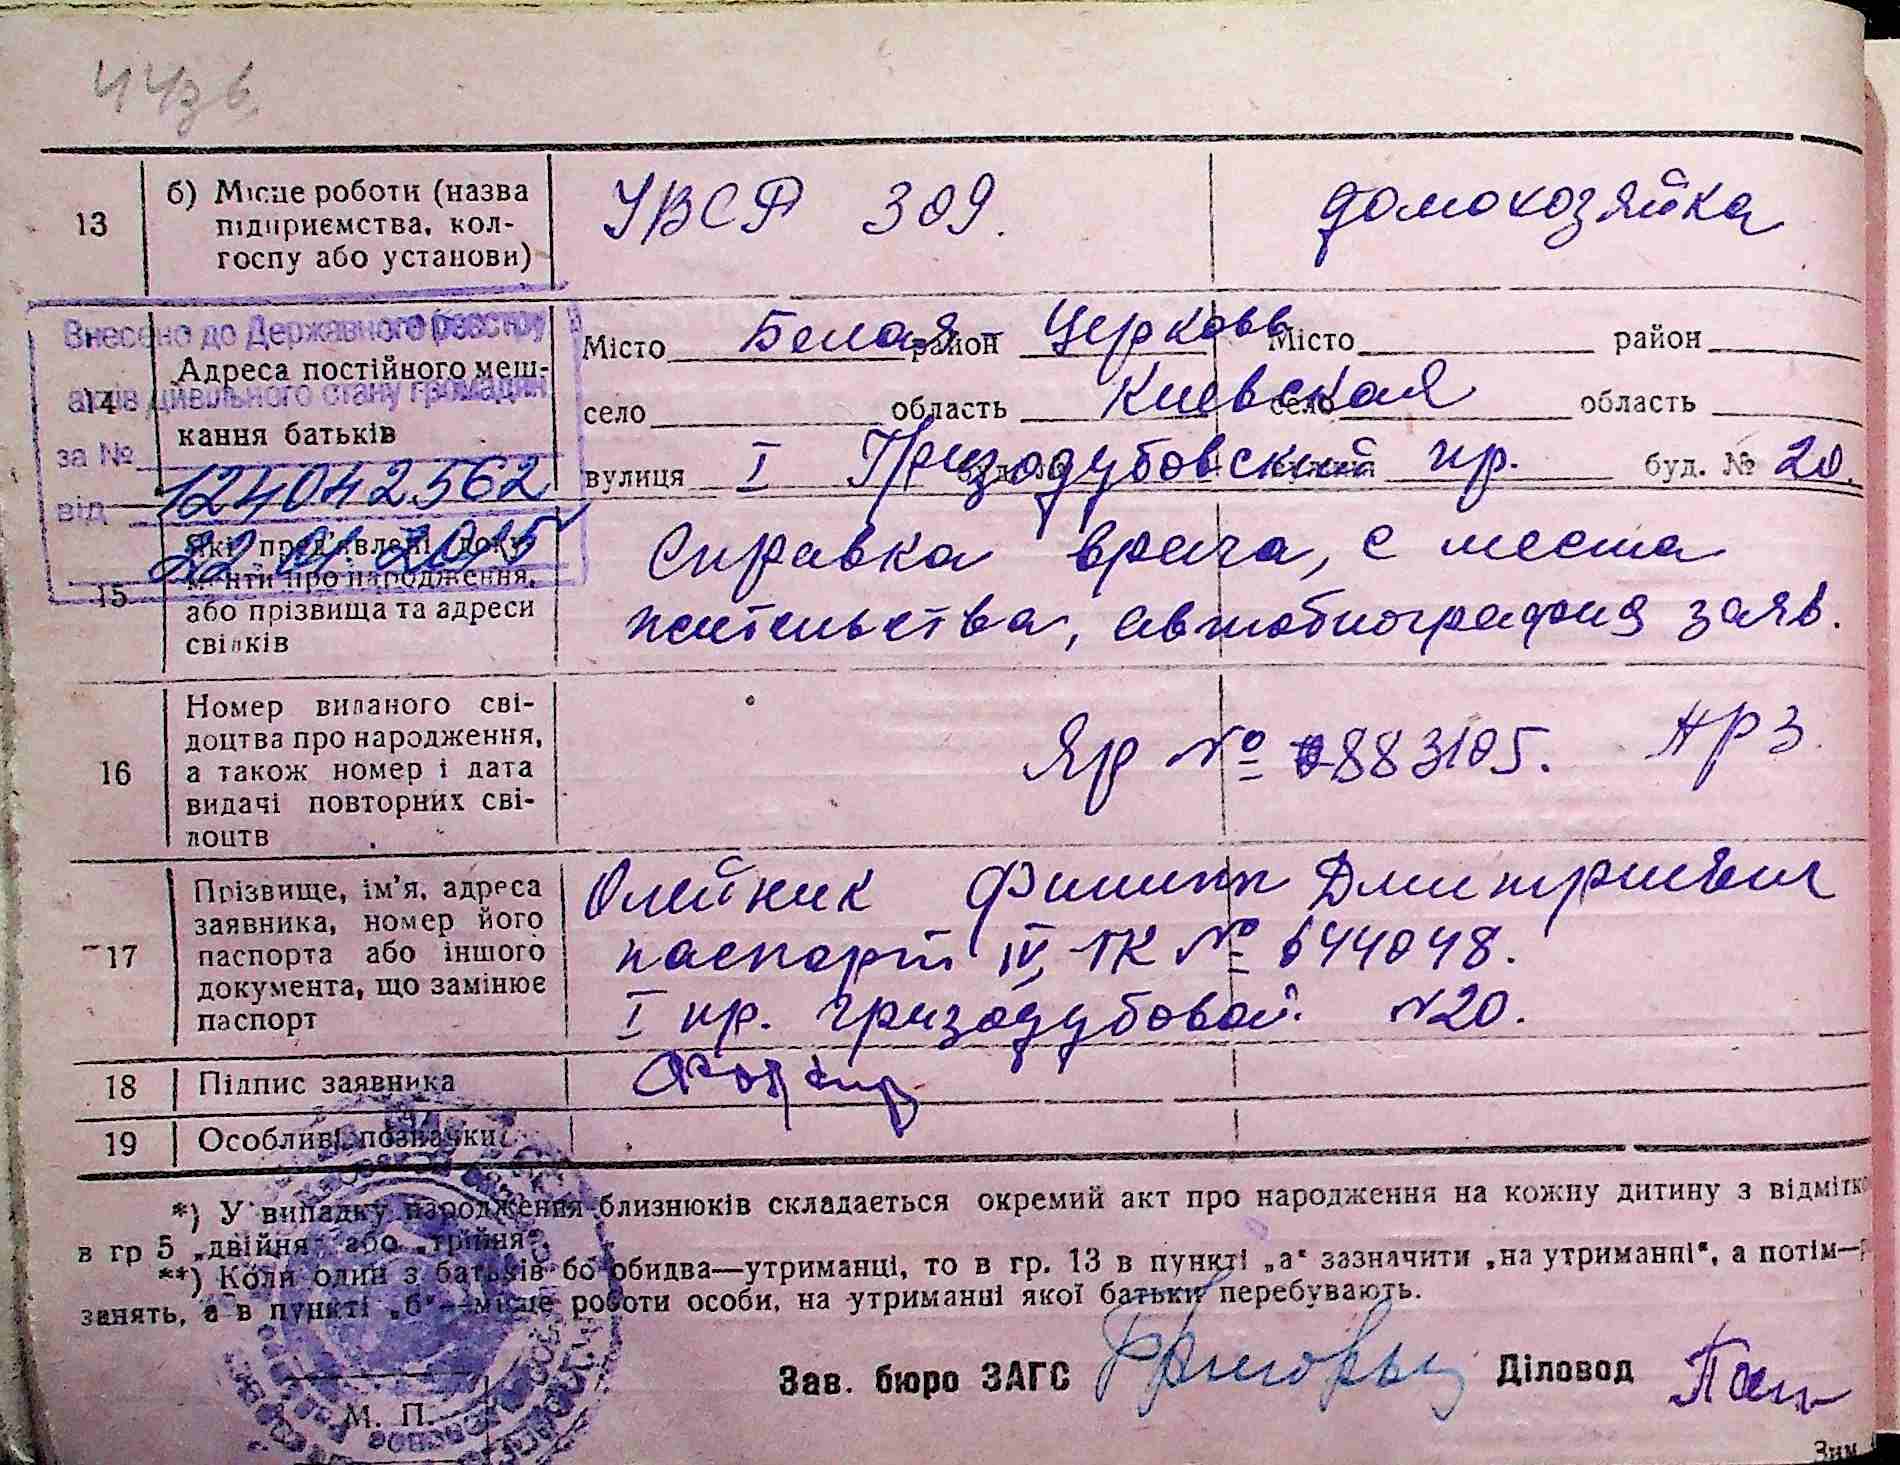 13
б) Місце роботи (назва
підприємства, кол-
госпу або установи)
УВСР 309.
домохозяйка
Внесено до Державного реєстру
актів цивільного стану громадян
за № 124042562
від 22 01 2015
14
Адреса постійного меш-
кання батьків
Місто Белая район Церковь Місто район
село область Киевская село область
вулиця I Гризодубовский пр. буд. № 20.
15
Які пред'явлені доку-
менти про народження,
або прізвища та адреси
свідків
Справка врача, с места
жительства, автобиография заяв.
16
Номер виданого сві-
доцтва про народження,
а також номер і дата
видачі повторних сві-
доцтв
Яр № 883105. НРЗ
17
Прізвище, ім'я, адреса
заявника, номер його
паспорта або іншого
документа, що замінює
паспорт
Олейник Филипп Дмитриевич
паспорт IV ТК № 644048.
I пр. Гризодубовой N20.
18 Підпис заявника
19 Особливі позначки
*) У випадку народження близнюків складається окремий акт про народження на кожну дитину з відмітко
в гр 5 „двійня" або „трійня"
**) Коли один з батьків бо обидва—утриманці, то в гр. 13 в пункті „а" зазначити „на утриманні", а потім—
занять, а в пункті „б"—місце роботи особи, на утриманні якої батьки перебувають.
Зав. бюро ЗАГС Діловод
М. П.